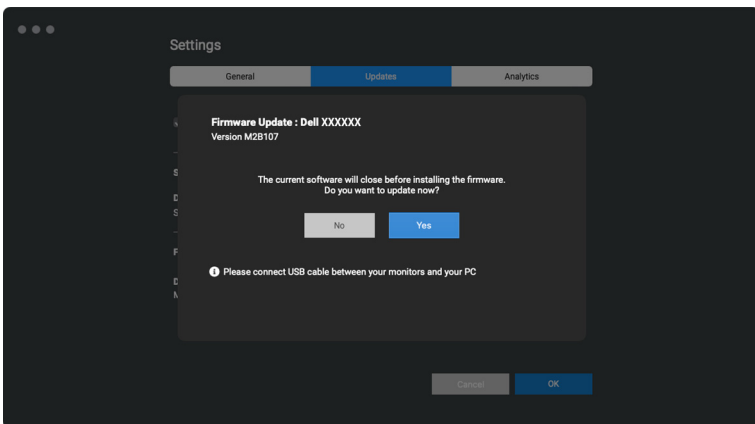 Settings
General
Updates
Analytics
Firmware Update : Dell XXXXXX
Version M2B107
The current software will close before installing the firmware.
Do you want to update now?
No
Yes
Please connect USB cable between your monitors and your PC
Cancel
OK